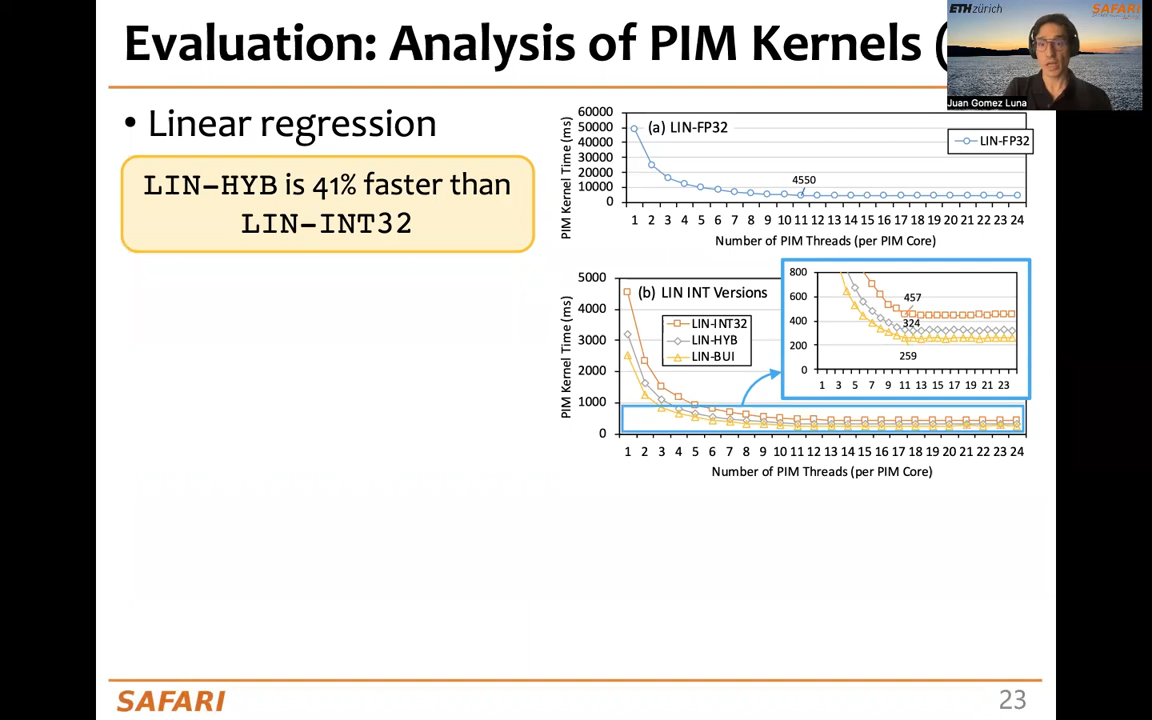 Evaluation: Analysis of PIM Kernels (
ETH zürich
SAFARI
Juan Gomez Luna
• Linear regression
LIN-HYB is 41% faster than
LIN-INT32
PIM Kernel Time (ms)
60000
50000
40000
30000
20000
10000
0
(a) LIN-FP32
LIN-FP32
4550
1 2 3 4 5 6 7 8 9 10 11 12 13 14 15 16 17 18 19 20 21 22 23 24
Number of PIM Threads (per PIM Core)
PIM Kernel Time (ms)
5000
4000
3000
2000
1000
0
(b) LIN INT Versions
LIN-INT32
LIN-HYB
LIN-BUI
800
600
400
200
0
457
324
259
1 3 5 7 9 11 13 15 17 19 21 23
1 2 3 4 5 6 7 8 9 10 11 12 13 14 15 16 17 18 19 20 21 22 23 24
Number of PIM Threads (per PIM Core)
SAFARI
23